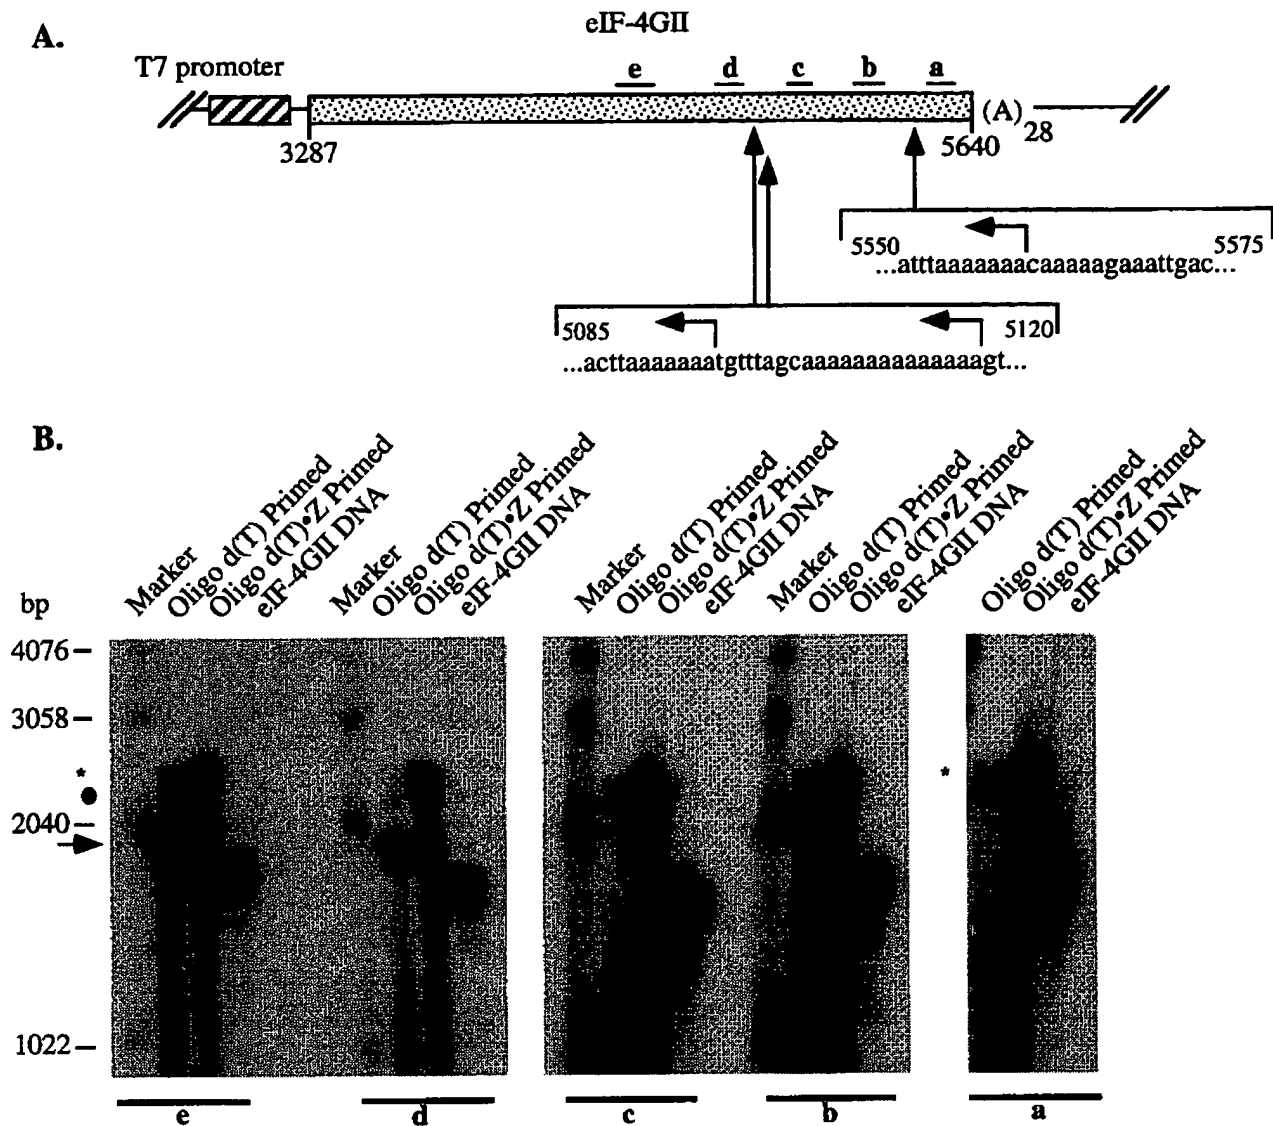 A.
eIF-4GII
T7 promoter
e d c b a
(A)28
3287
5640
5550 5575
...atttaaaaaaacaaaaagaaattgac...
5085 5120
...acttaaaaaaatgtttagcaaaaaaaaaaaaaagt...
B.
Marker
Oligo d(T) Primed
Oligo d(T)•Z Primed
eIF-4GII DNA
Marker
Oligo d(T) Primed
Oligo d(T)•Z Primed
eIF-4GII DNA
Marker
Oligo d(T) Primed
Oligo d(T)•Z Primed
eIF-4GII DNA
Marker
Oligo d(T) Primed
Oligo d(T)•Z Primed
eIF-4GII DNA
Oligo d(T) Primed
Oligo d(T)•Z Primed
eIF-4GII DNA
bp
4076
3058
*
*
2040
1022
e d c b a